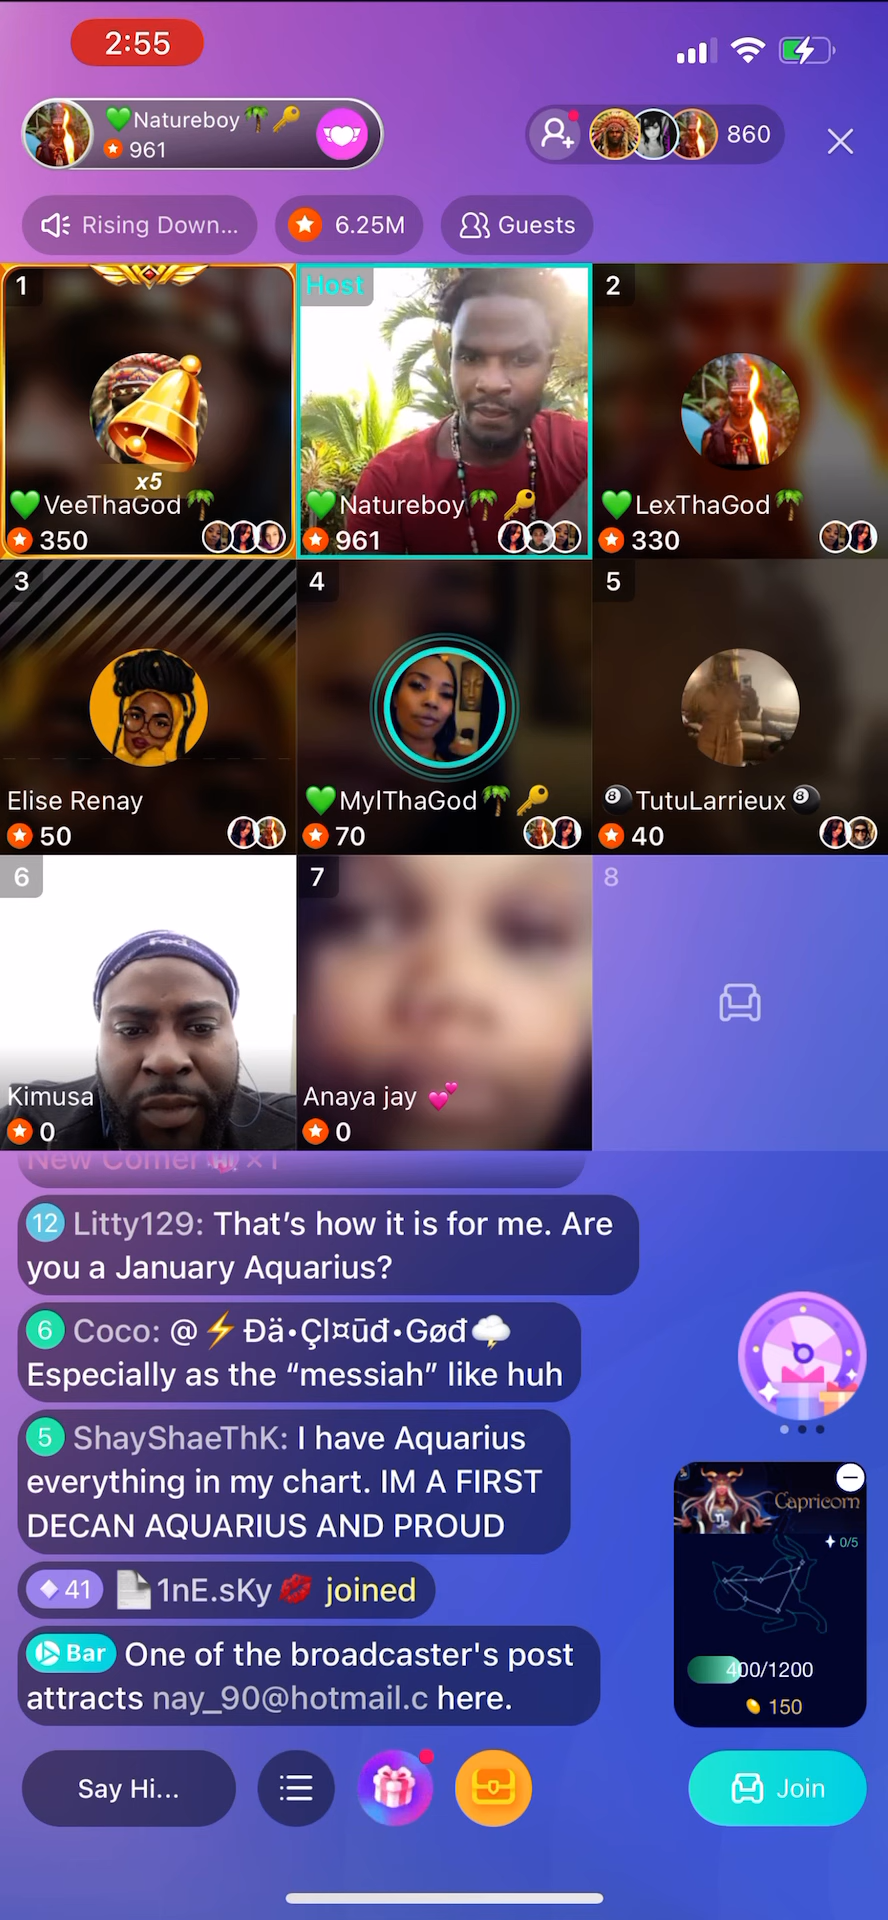 2:55
💚Natureboy🌴🔑
961
860
Rising Down...
6.25M
Guests
1
x5
💚VeeThaGod🌴
350
Host
💚Natureboy🌴🔑
961
2
💚LexThaGod🌴
330
3
Elise Renay
50
4
💚MylThaGod🌴🔑
70
5
🎱TutuLarrieux🎱
40
6
Fed
Kimusa
0
7
Anaya jay 💕
0
8
New Comer ×1
12 Litty129: That's how it is for me. Are
you a January Aquarius?
6 Coco: @⚡Đä•Çl¤ūđ•Gøđ🌩️
Especially as the “messiah” like huh
5 ShayShaeThK: I have Aquarius
everything in my chart. IM A FIRST
DECAN AQUARIUS AND PROUD
41 📄1nE.sKy💋 joined
Bar One of the broadcaster's post
attracts nay_90@hotmail.c here.
Capricorn
0/5
400/1200
150
Say Hi...
Join